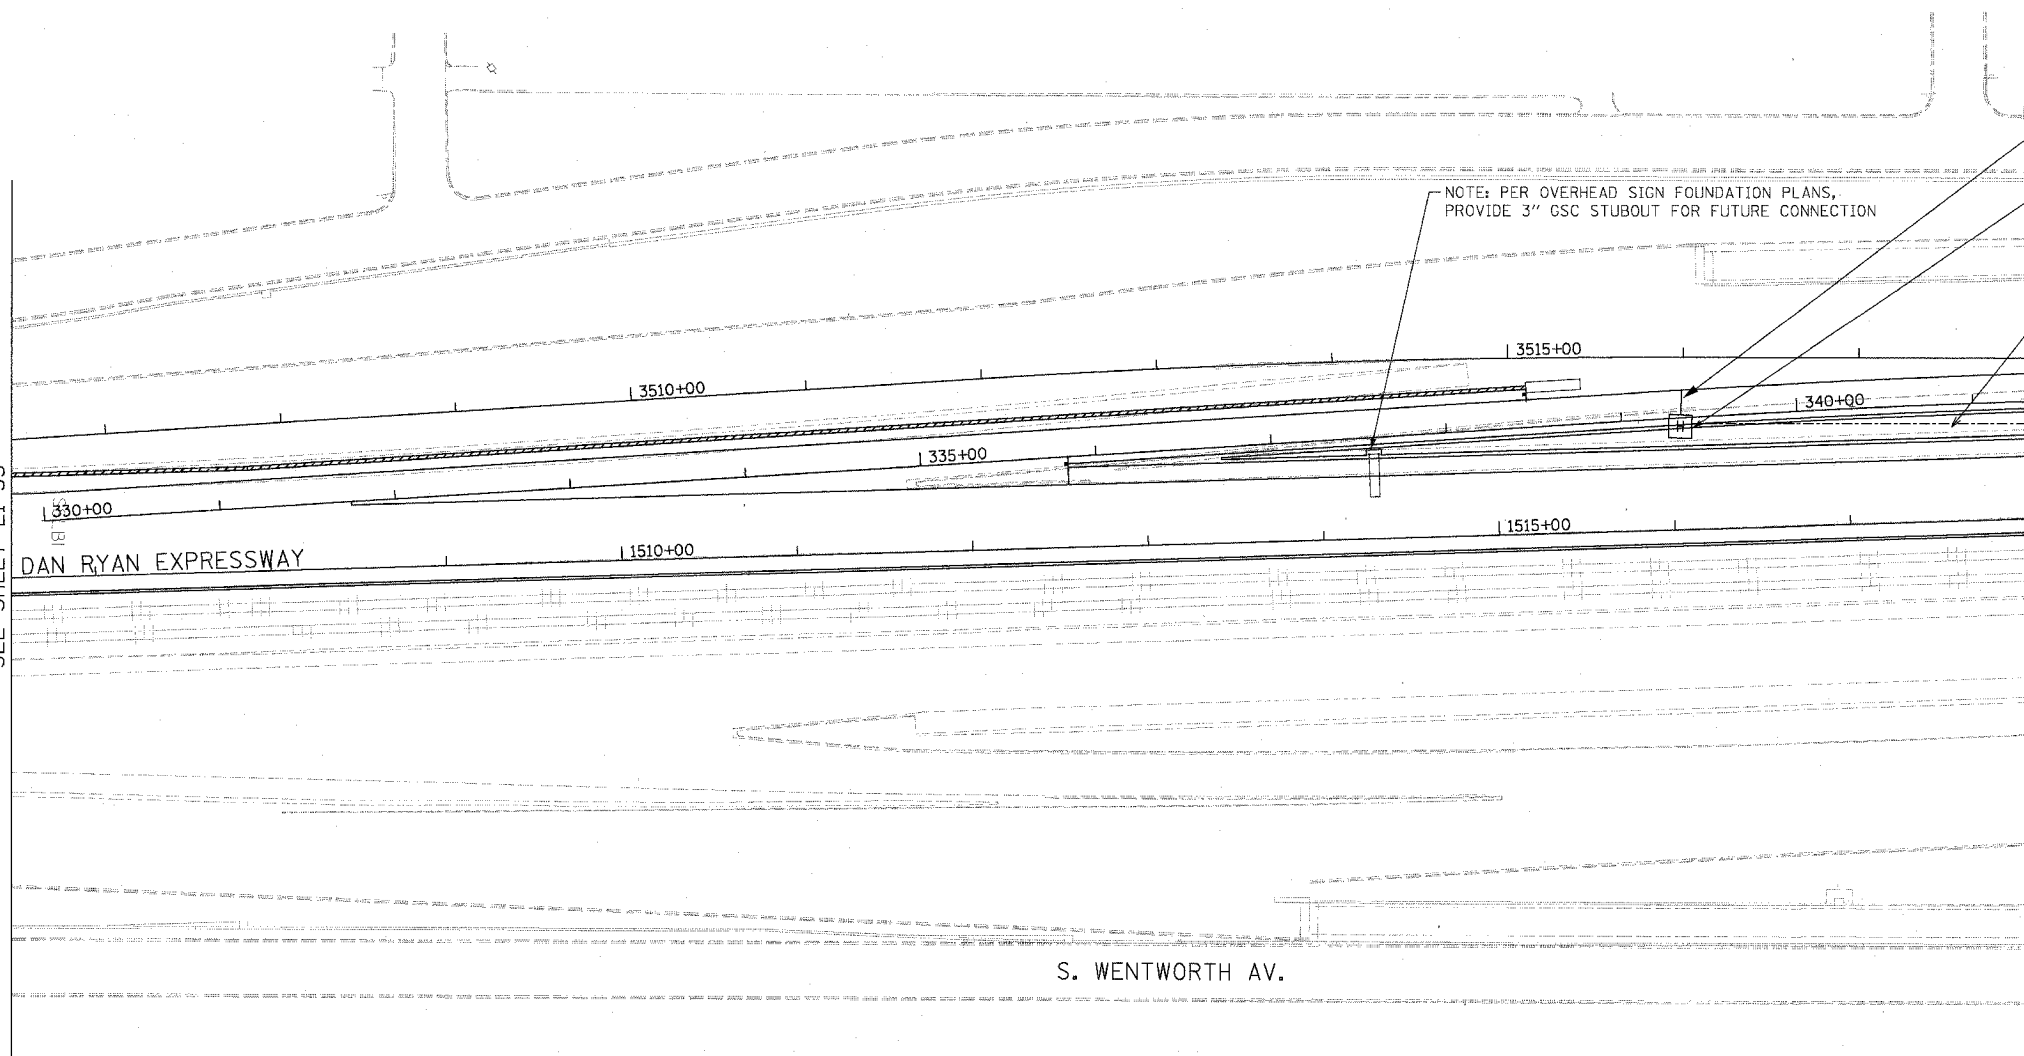 NOTE: PER OVERHEAD SIGN FOUNDATION PLANS,
PROVIDE 3" GSC STUBOUT FOR FUTURE CONNECTION
3515+00
3510+00
340+00
335+00
330+00
1515+00
1510+00
DAN RYAN EXPRESSWAY
H
S. WENTWORTH AV.